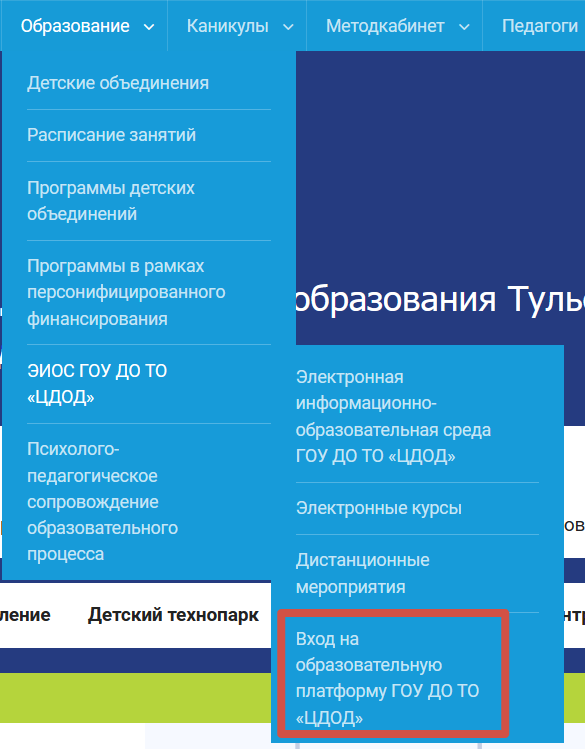 Образование
Каникулы
Методкабинет
Педагоги
Детские объединения
Расписание занятий
Программы детских
объединений
Программы в рамках
персонифицированного
финансирования
ЭИОС ГОУ ДО ТО
«ЦДОД»
Психолого-
педагогическое
сопровождение
образовательного
процесса
образования Туль
Электронная
информационно-
образовательная среда
ГОУ ДО ТО «ЦДОД»
Электронные курсы
Дистанционные
мероприятия
Вход на
образовательную
платформу ГОУ ДО ТО
«ЦДОД»
ов
ление
Детский технопарк
нтр